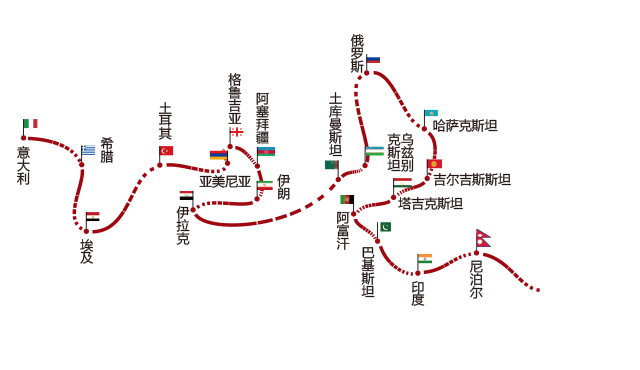 意大利
希腊
埃及
土耳其
格鲁吉亚
阿塞拜疆
亚美尼亚
伊朗
伊拉克
土库曼斯坦
俄罗斯
哈萨克斯坦
乌兹别
克斯坦
吉尔吉斯斯坦
塔吉克斯坦
阿富汗
巴基斯坦
印度
尼泊尔